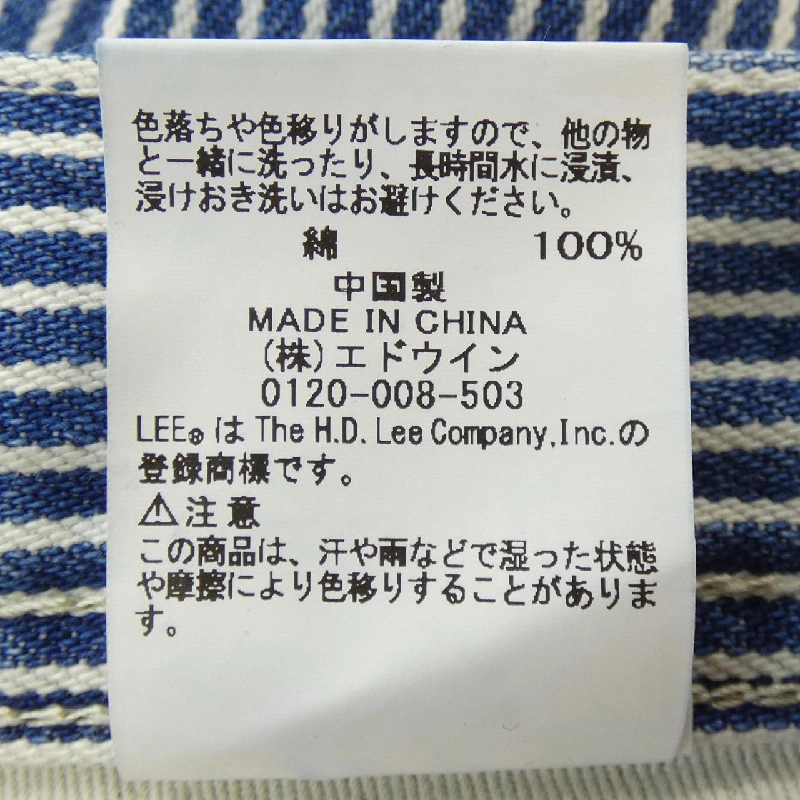 色落ちや色移りがしますので、他の物
と一緒に洗ったり、長時間水に浸漬、
浸けおき洗いはお避けください。
綿 100%
中国製
MADE IN CHINA
(株)エドウイン
0120-008-503
LEE®は The H.D. Lee Company,Inc.の
登録商標です。
⚠注意
この商品は、汗や雨などで湿った状態
や摩擦により色移りすることがありま
す。